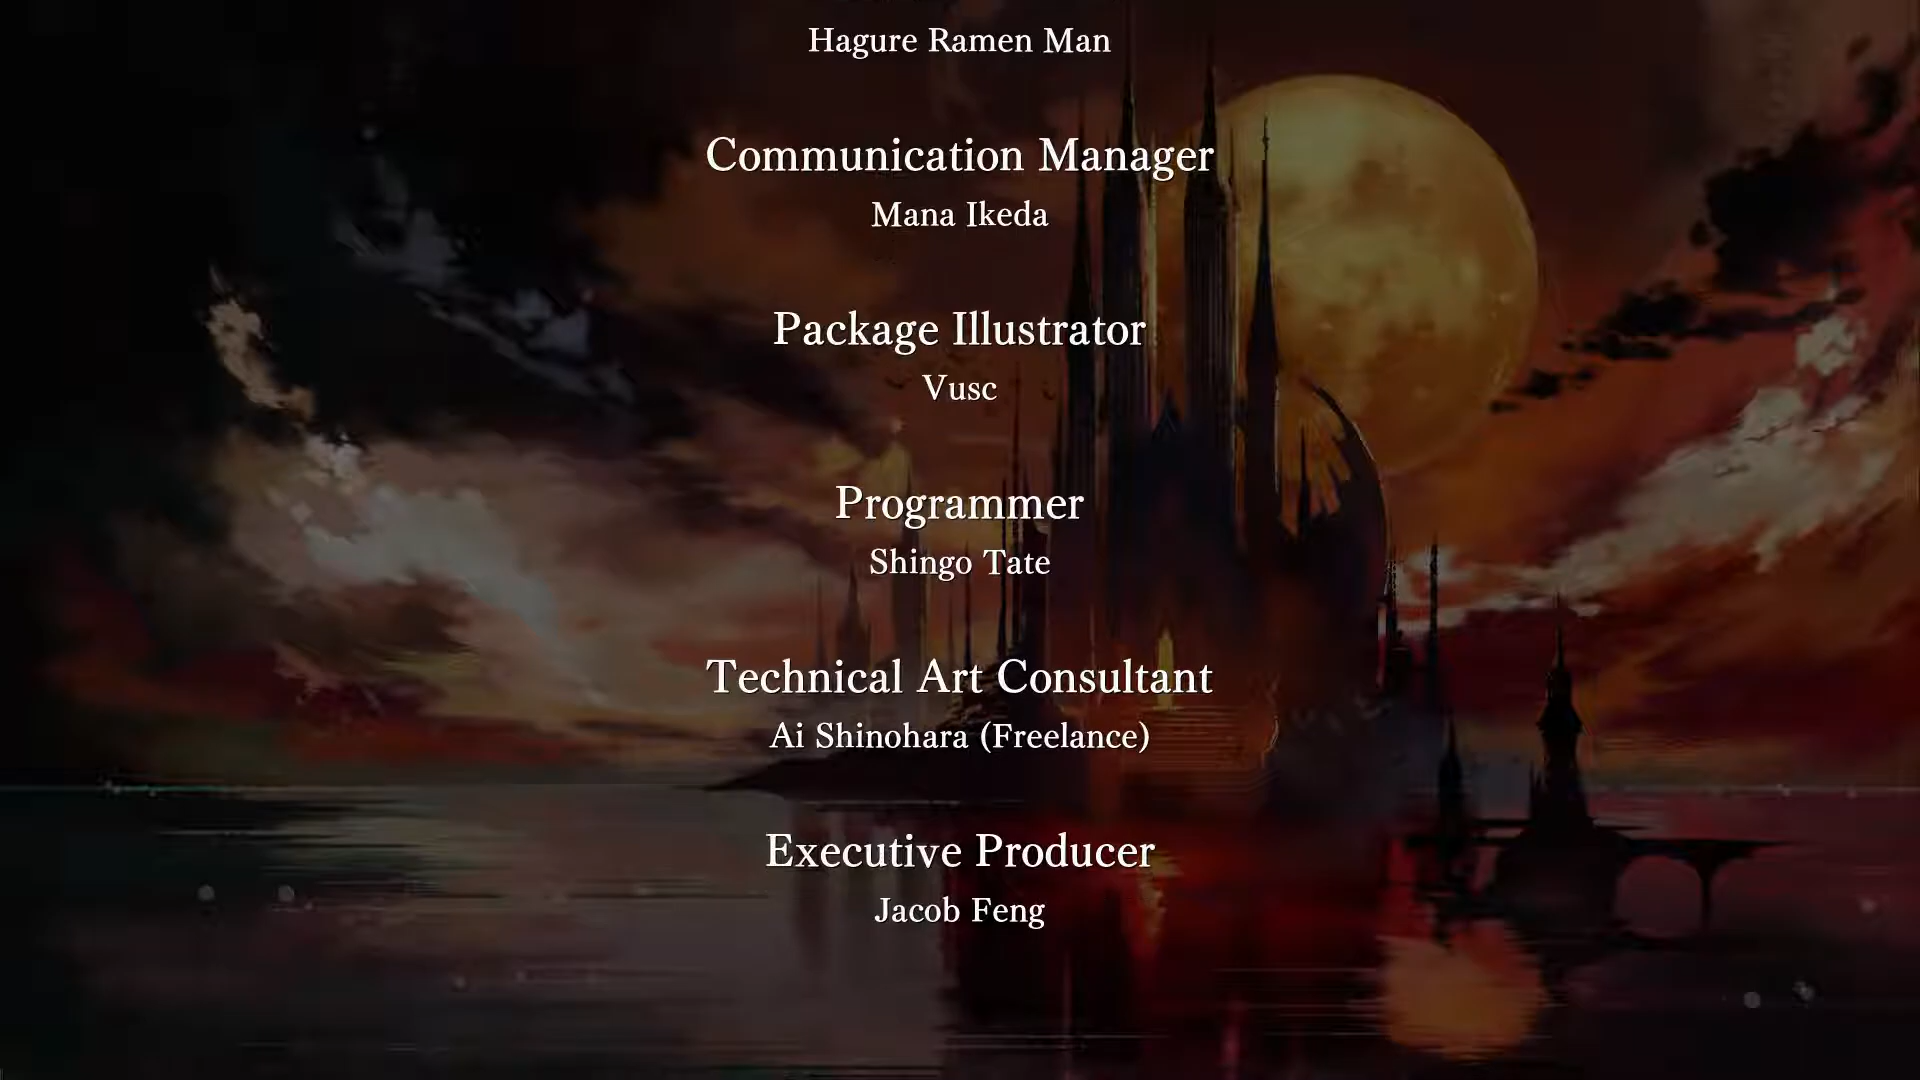 Hagure Ramen Man
Communication Manager
Mana Ikeda
Package Illustrator
Vusc
Programmer
Shingo Tate
Technical Art Consultant
Ai Shinohara (Freelance)
Executive Producer
Jacob Feng